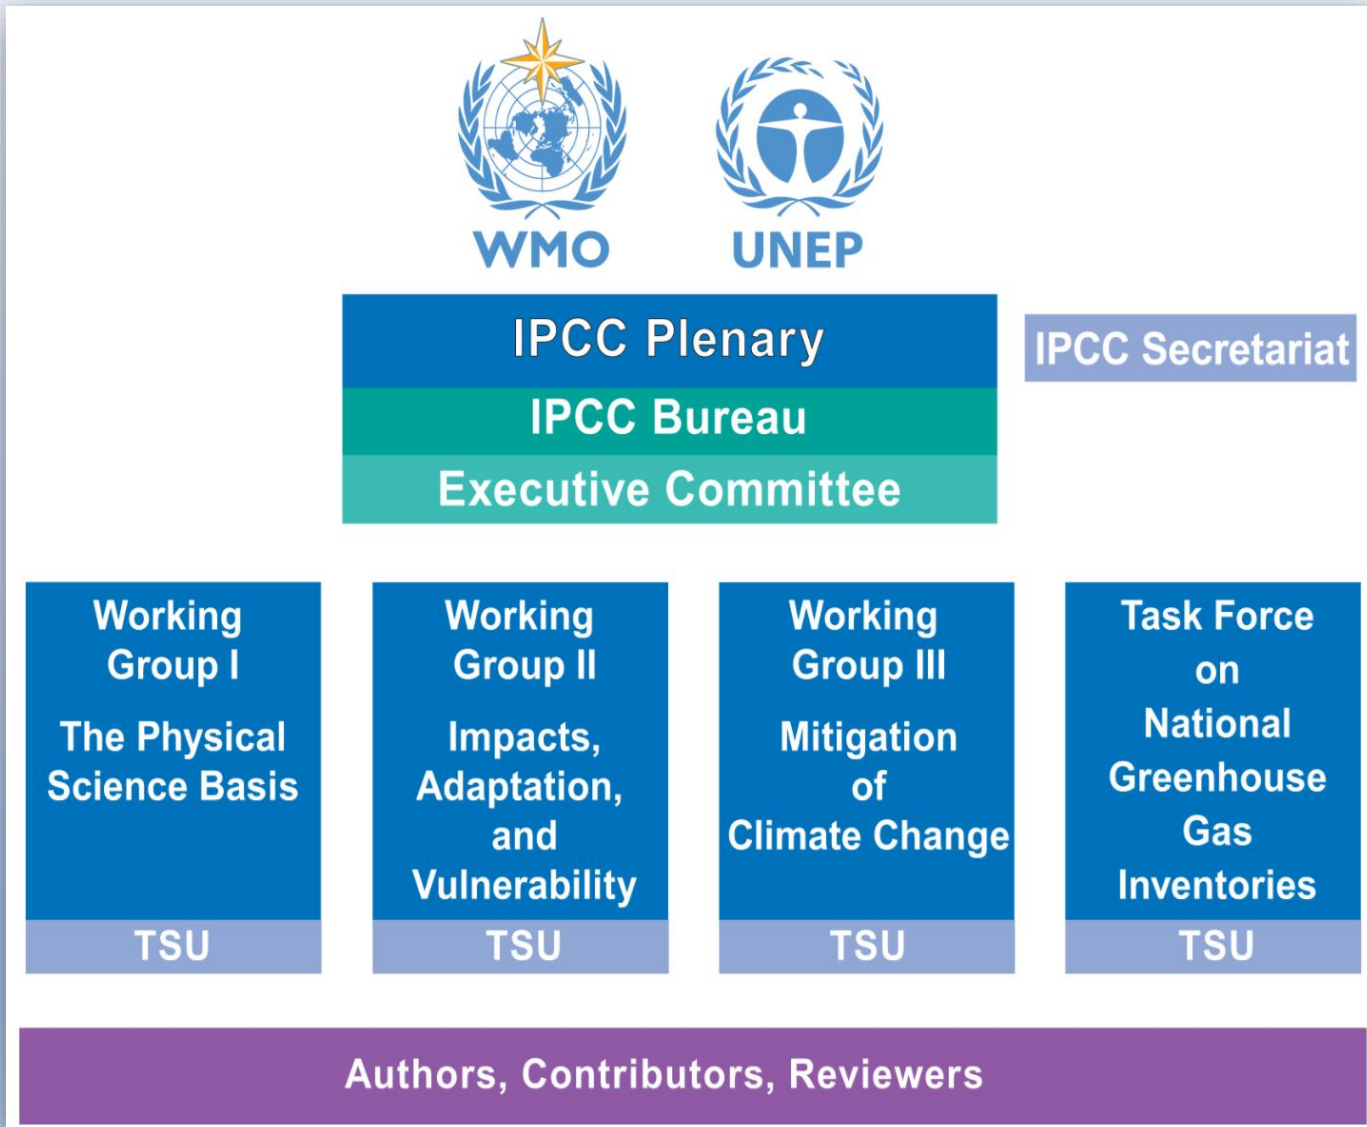 WMO
UNEP
IPCC Plenary
IPCC Secretariat
IPCC Bureau
Executive Committee
Working
Group I
The Physical
Science Basis
TSU
Working
Group II
Impacts,
Adaptation,
and
Vulnerability
TSU
Working
Group III
Mitigation
of
Climate Change
TSU
Task Force
on
National
Greenhouse
Gas
Inventories
TSU
Authors, Contributors, Reviewers